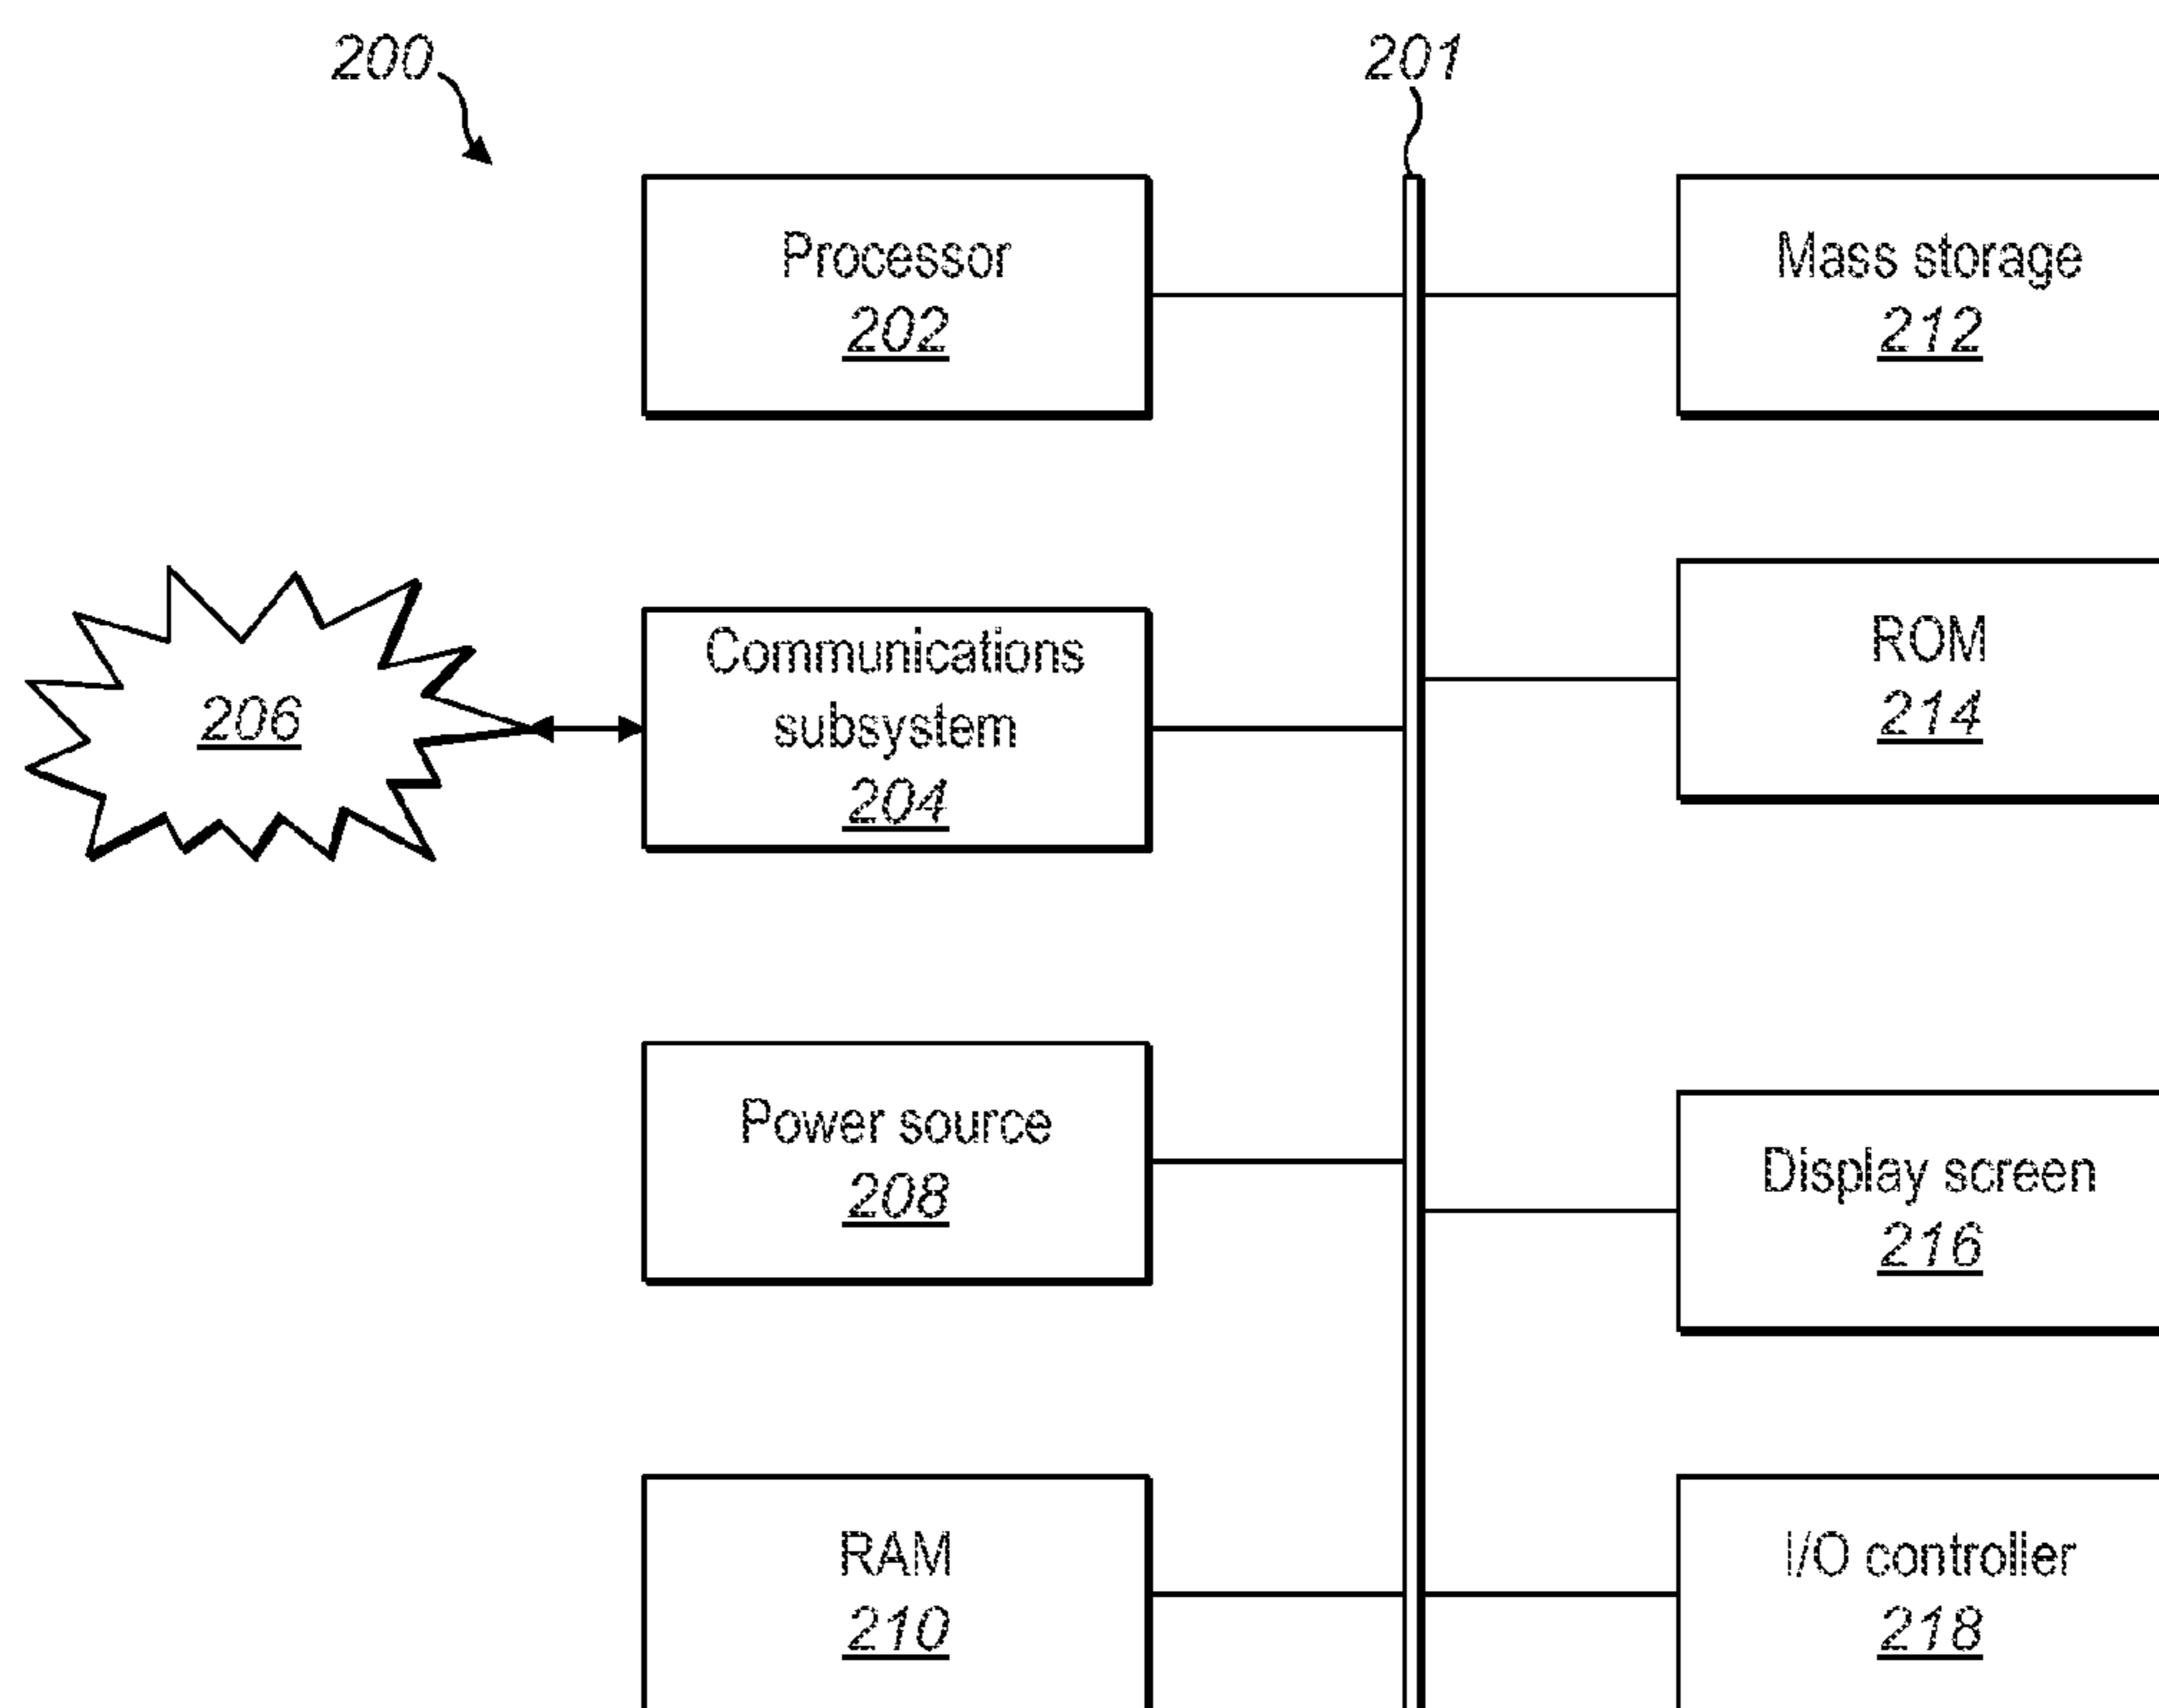 200
201
Processor
202
Mass storage
212
Communications
subsystem
204
206
ROM
214
Power source
208
Display screen
216
RAM
210
I/O controller
218